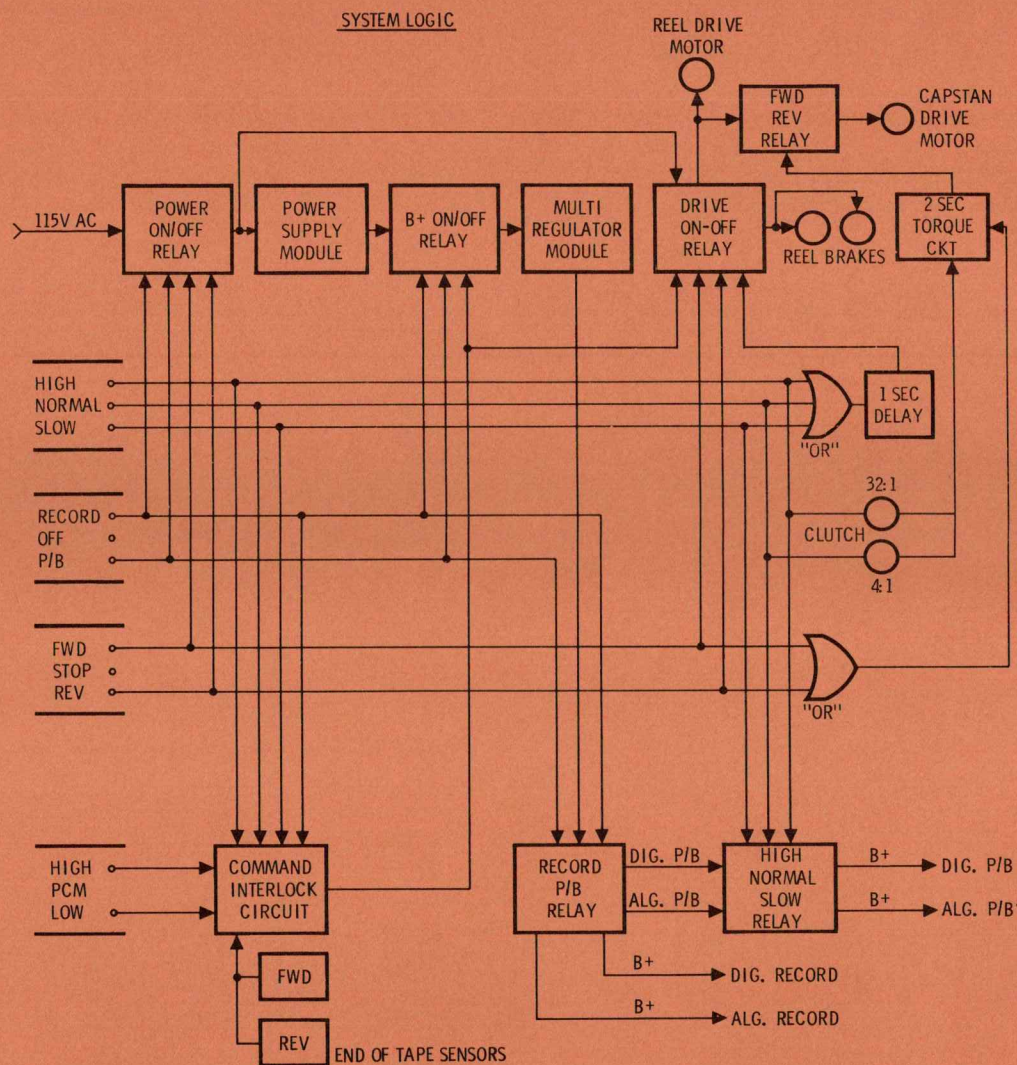 SYSTEM LOGIC
REEL DRIVE
MOTOR
FWD
REV
RELAY
CAPSTAN
DRIVE
MOTOR
115V AC
POWER
ON/OFF
RELAY
POWER
SUPPLY
MODULE
B+ ON/OFF
RELAY
MULTI
REGULATOR
MODULE
DRIVE
ON-OFF
RELAY
REEL BRAKES
2 SEC
TORQUE
CKT
HIGH
NORMAL
SLOW
"OR"
1 SEC
DELAY
RECORD
OFF
P/B
32:1
CLUTCH
4:1
FWD
STOP
REV
"OR"
HIGH
PCM
LOW
COMMAND
INTERLOCK
CIRCUIT
RECORD
P/B
RELAY
DIG. P/B
ALG. P/B
HIGH
NORMAL
SLOW
RELAY
B+
DIG. P/B
B+
ALG. P/B
B+
DIG. RECORD
B+
ALG. RECORD
FWD
REV
END OF TAPE SENSORS